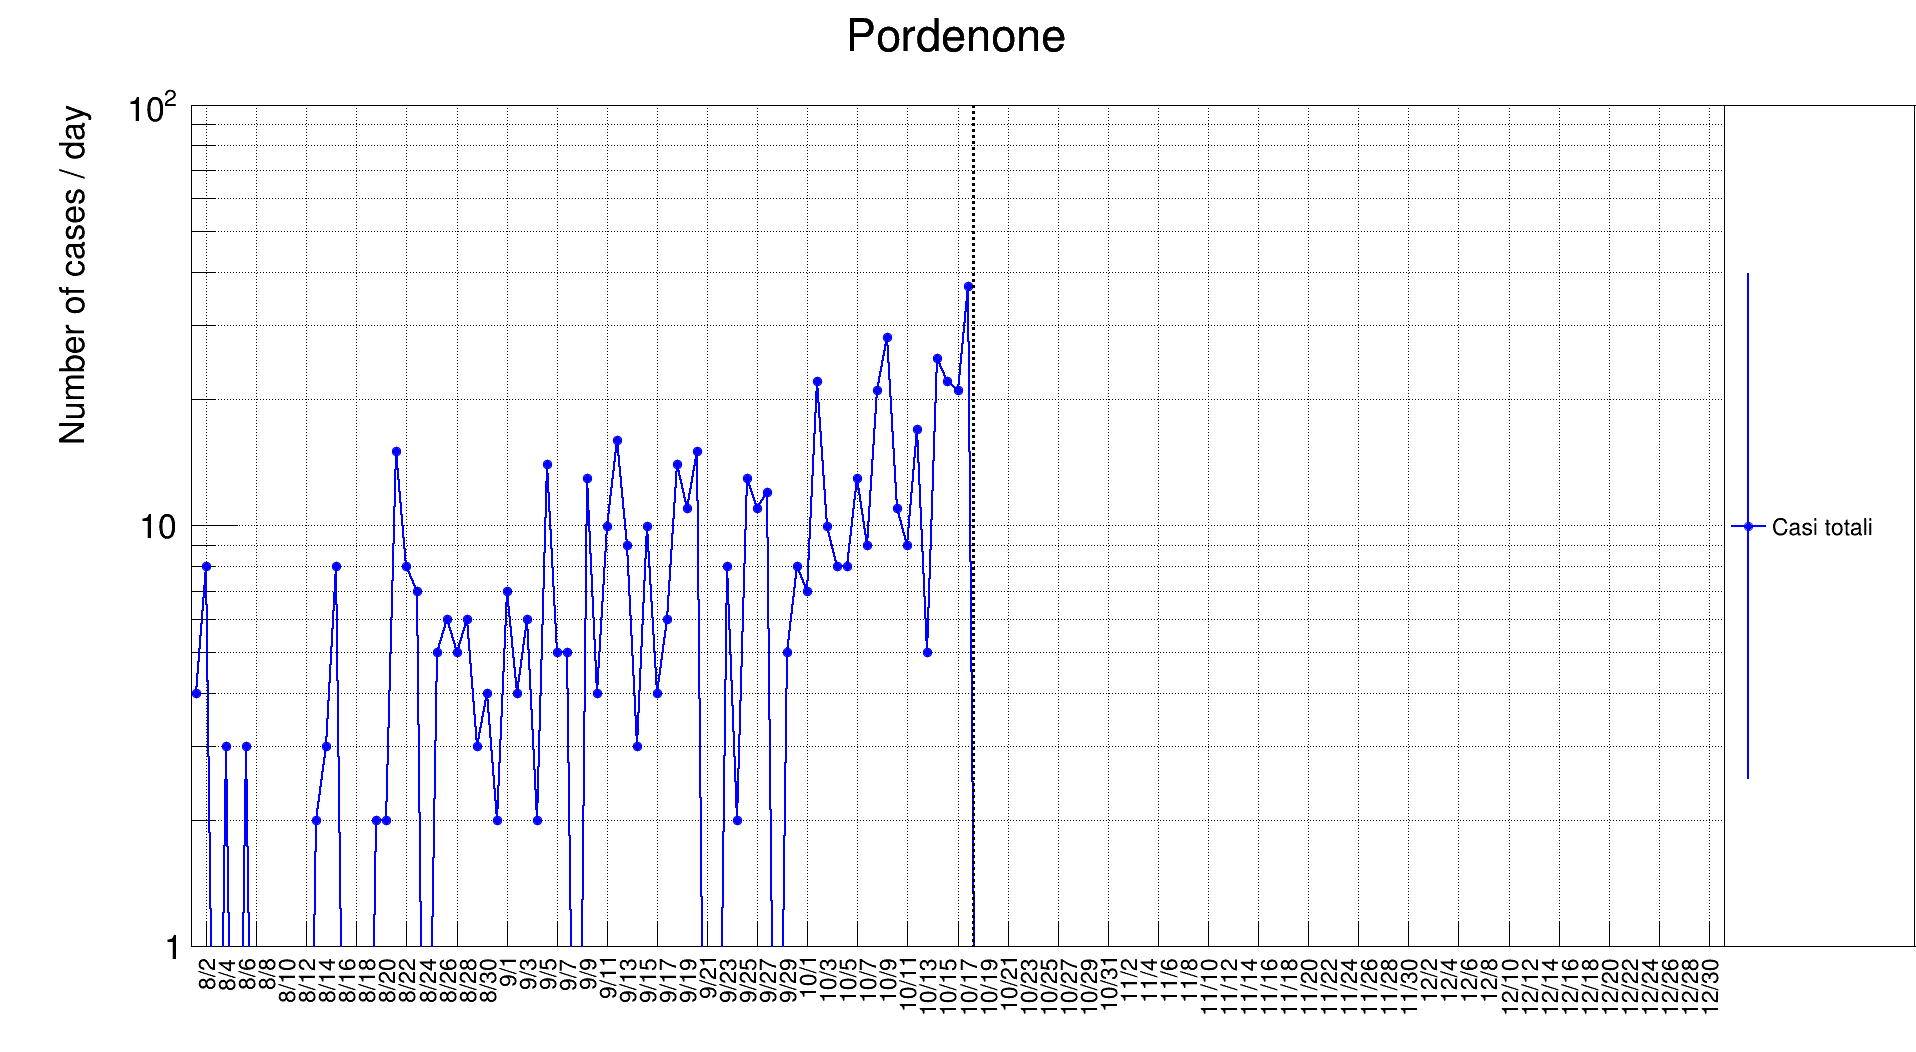 Pordenone
Number of cases / day
10²
10
1
8/2 8/4 8/6 8/8 8/10 8/12 8/14 8/16 8/18 8/20 8/22 8/24 8/26 8/28 8/30 9/1 9/3 9/5 9/7 9/9 9/11 9/13 9/15 9/17 9/19 9/21 9/23 9/25 9/27 9/29 10/1 10/3 10/5 10/7 10/9 10/11 10/13 10/15 10/17 10/19 10/21 10/23 10/25 10/27 10/29 10/31 11/2 11/4 11/6 11/8 11/10 11/12 11/14 11/16 11/18 11/20 11/22 11/24 11/26 11/28 11/30 12/2 12/4 12/6 12/8 12/10 12/12 12/14 12/16 12/18 12/20 12/22 12/24 12/26 12/28 12/30
Casi totali